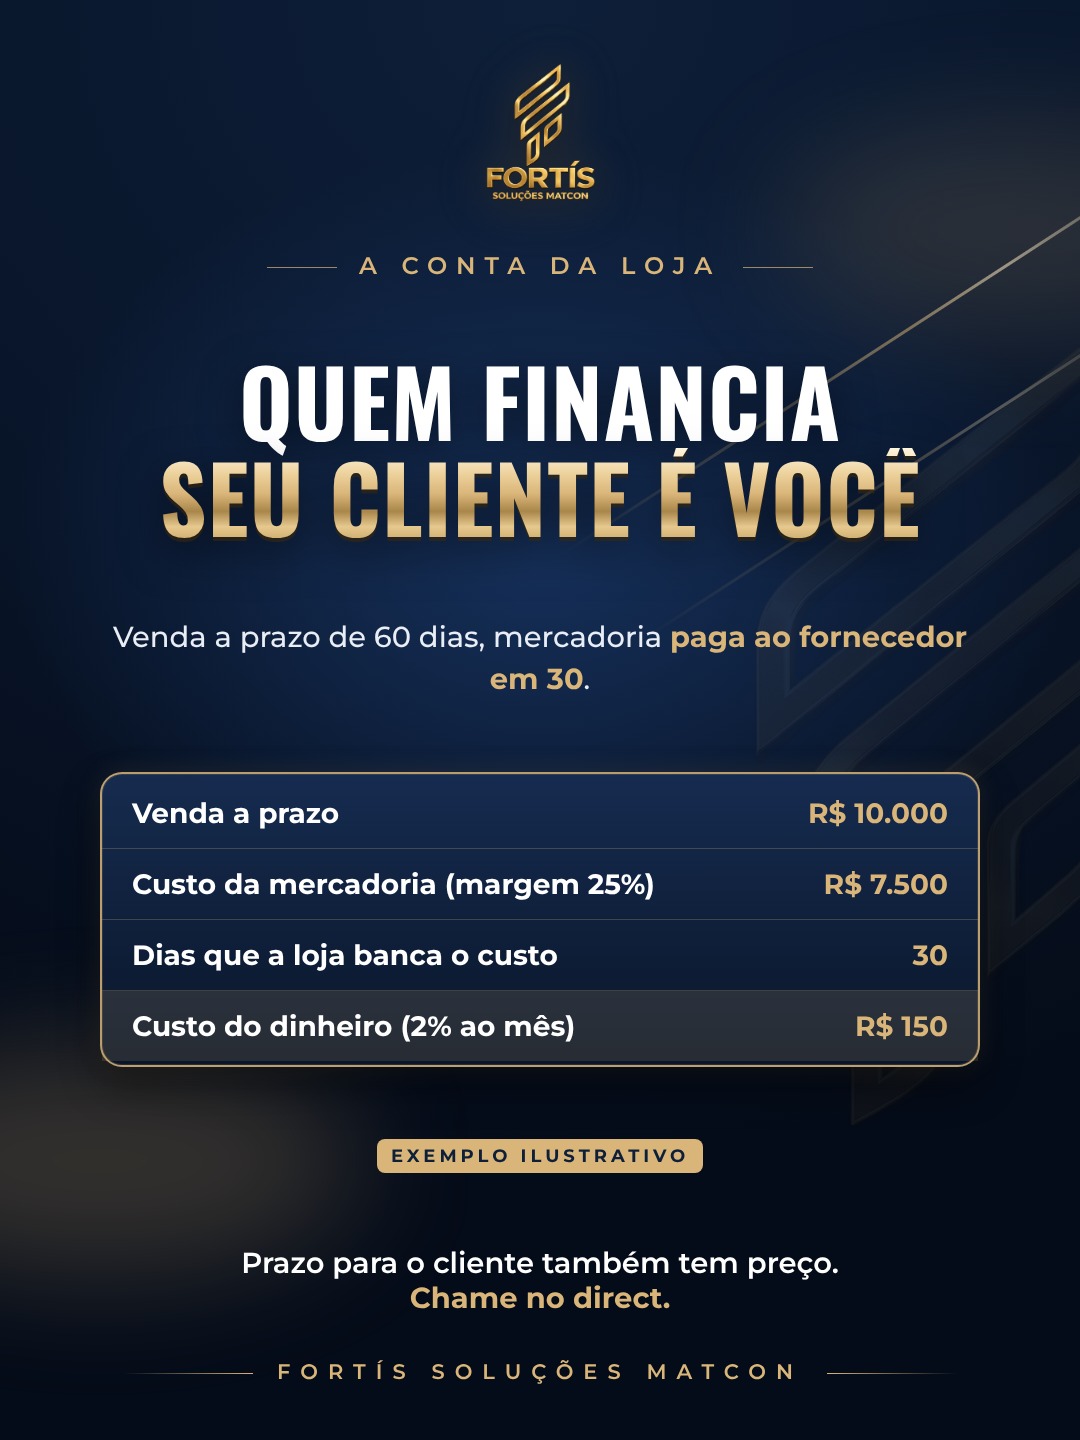 FORTÍS
SOLUÇÕES MATCON
A CONTA DA LOJA
QUEM FINANCIA
SEU CLIENTE É VOCÊ
Venda a prazo de 60 dias, mercadoria paga ao fornecedor
em 30.
Venda a prazo R$ 10.000
Custo da mercadoria (margem 25%) R$ 7.500
Dias que a loja banca o custo 30
Custo do dinheiro (2% ao mês) R$ 150
EXEMPLO ILUSTRATIVO
Prazo para o cliente também tem preço.
Chame no direct.
FORTÍS SOLUÇÕES MATCON